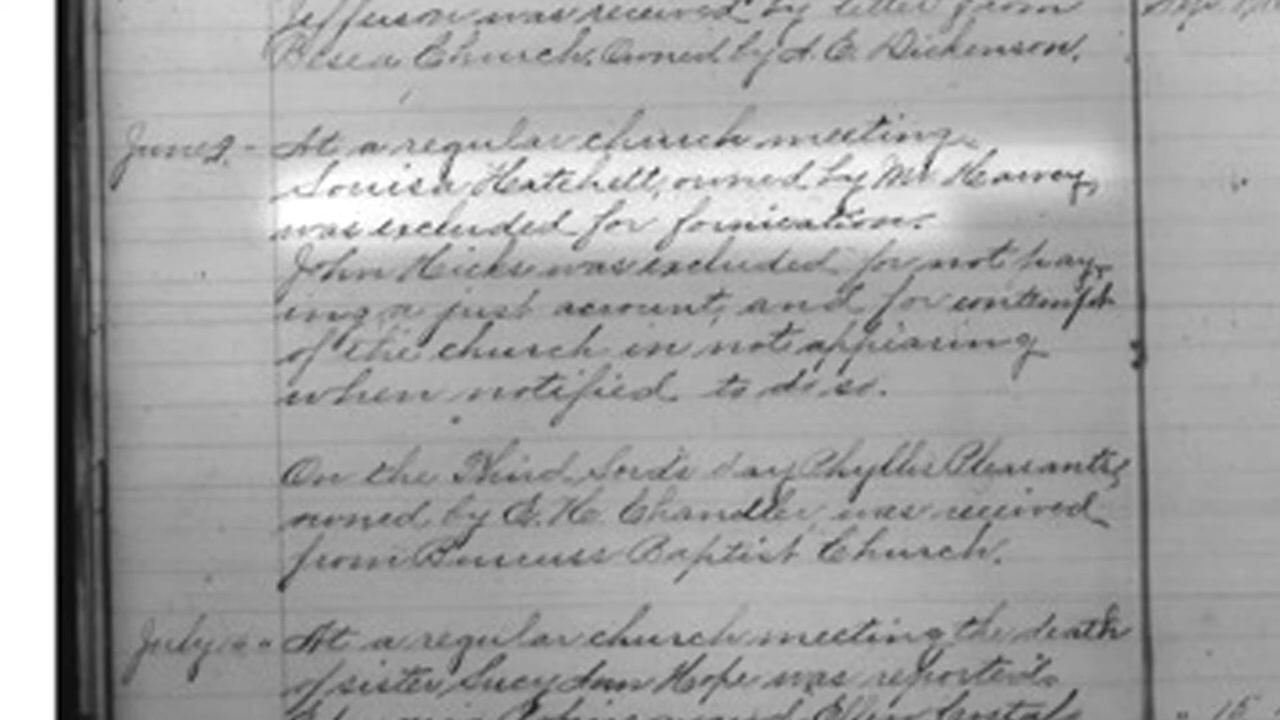 Jefferson was received by letter from
Church. Owned by A. E. Dickenson.
June 2. - At a regular church meeting
Louisa Hatchell, owned by Mr Harvey,
was excluded for fornication.
John Hicks was excluded for not pay-
ing a just account, and for contempt
of the church in not appearing
when notified to do so.
On the Third Lord's day Phyllis Pleasants
owned by E. H. Chandler, was received
from Baptist Church.
July At a regular church meeting the death
of sister Lucy Ann Hope was reported.